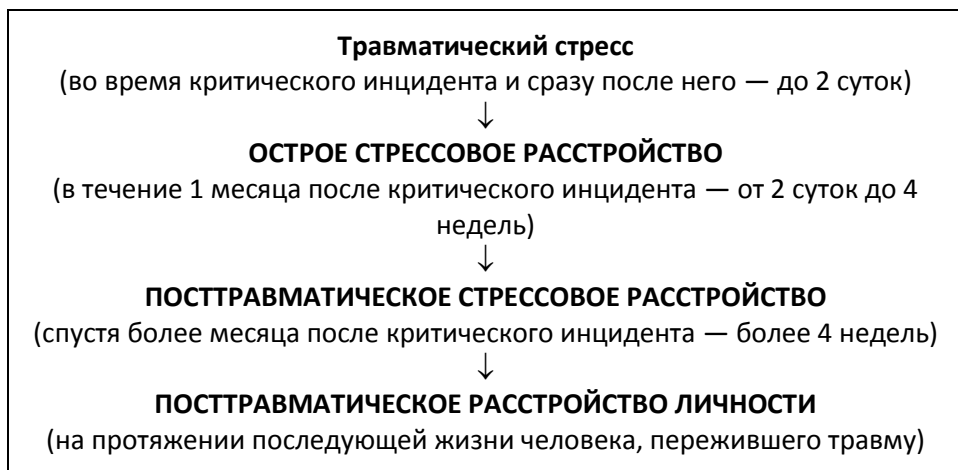 Травматический стресс
(во время критического инцидента и сразу после него — до 2 суток)
↓
ОСТРОЕ СТРЕССОВОЕ РАССТРОЙСТВО
(в течение 1 месяца после критического инцидента — от 2 суток до 4
недель)
↓
ПОСТТРАВМАТИЧЕСКОЕ СТРЕССОВОЕ РАССТРОЙСТВО
(спустя более месяца после критического инцидента — более 4 недель)
↓
ПОСТТРАВМАТИЧЕСКОЕ РАССТРОЙСТВО ЛИЧНОСТИ
(на протяжении последующей жизни человека, пережившего травму)